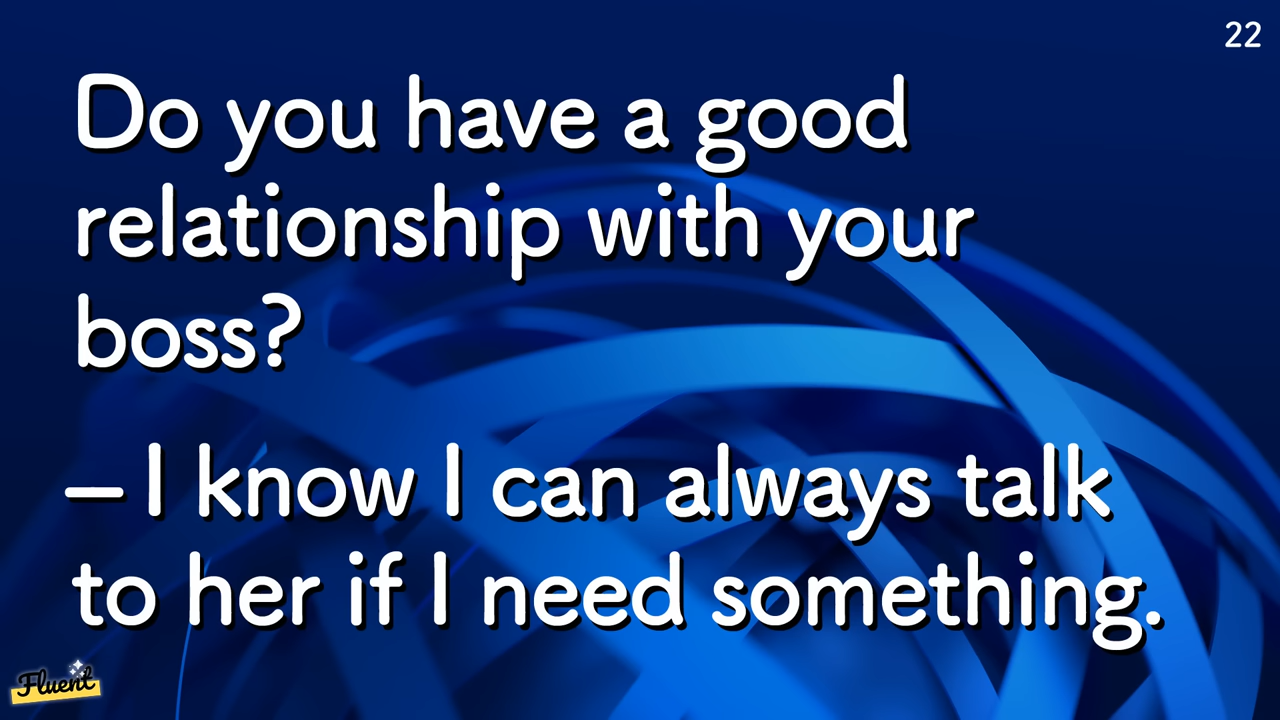 22
Do you have a good
relationship with your
boss?
– I know I can always talk
to her if I need something.
Fluent